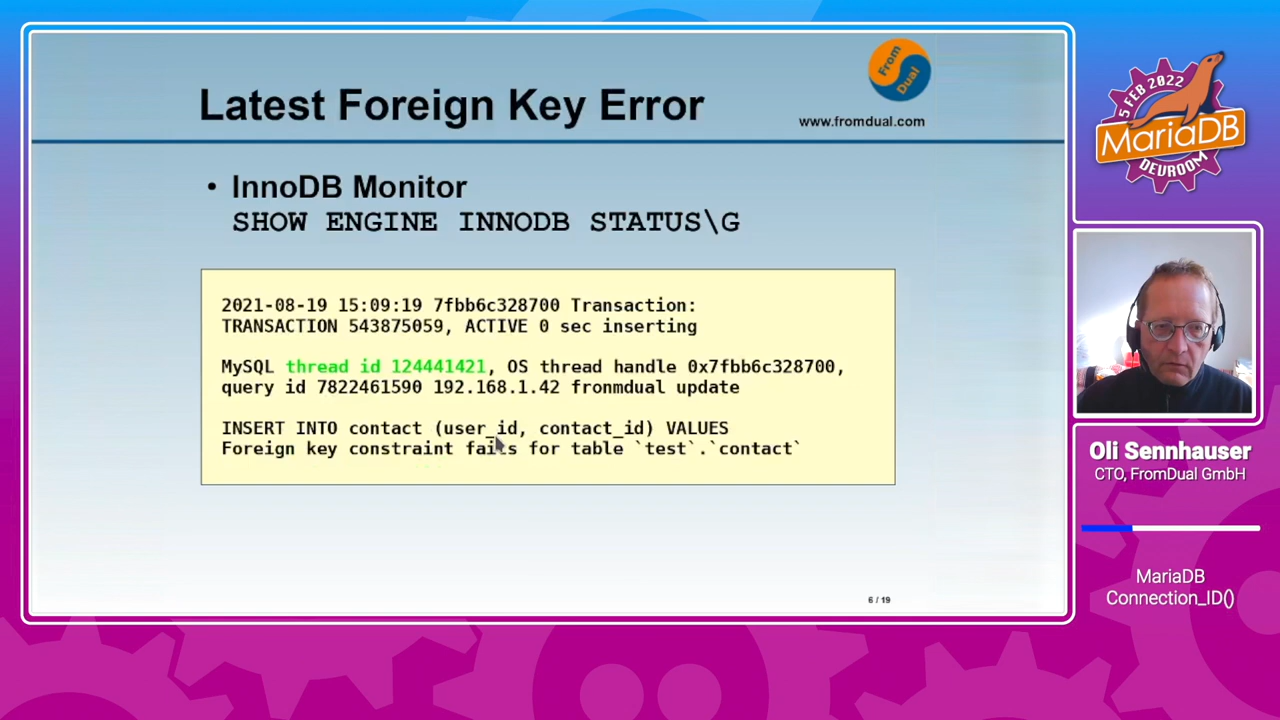 Latest Foreign Key Error
From
Dual
www.fromdual.com
• InnoDB Monitor
SHOW ENGINE INNODB STATUS\G
2021-08-19 15:09:19 7fbb6c328700 Transaction:
TRANSACTION 543875059, ACTIVE 0 sec inserting
MySQL thread id 124441421, OS thread handle 0x7fbb6c328700,
query id 7822461590 192.168.1.42 fronmdual update
INSERT INTO contact (user_id, contact_id) VALUES
Foreign key constraint fails for table `test`.`contact`
6 / 19
5 FEB 2022
MariaDB
DEVROOM
Oli Sennhauser
CTO, FromDual GmbH
MariaDB
Connection_ID()